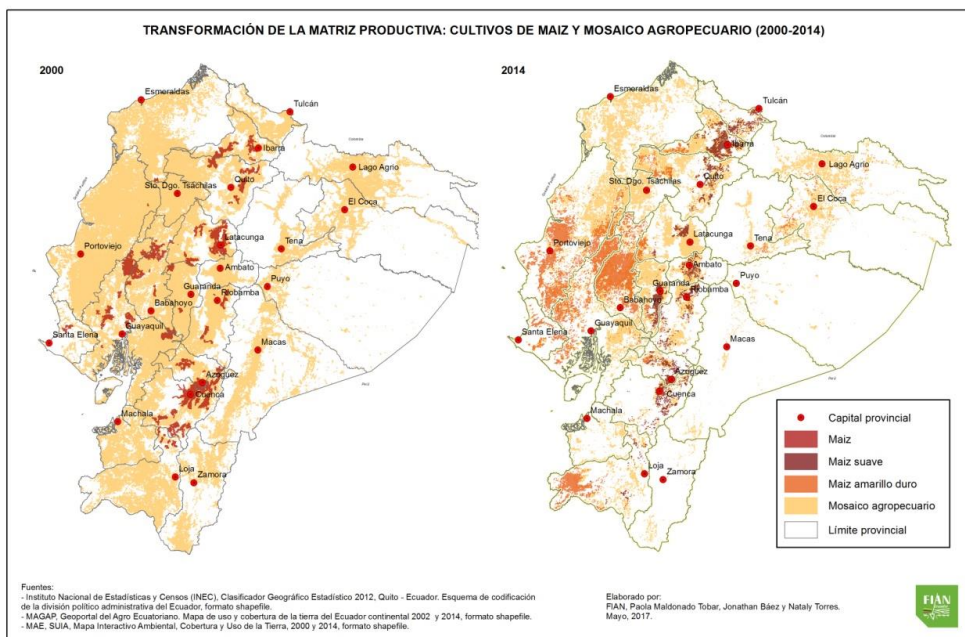 TRANSFORMACIÓN DE LA MATRIZ PRODUCTIVA: CULTIVOS DE MAIZ Y MOSAICO AGROPECUARIO (2000-2014)
2000
Esmeraldas
Tulcán
Ibarra
Lago Agrio
Quito
Sto. Dgo. Tsáchilas
El Coca
Latacunga
Portoviejo
Tena
Ambato
Puyo
Guaranda
Riobamba
Babahoyo
Guayaquil
Santa Elena
Macas
Azoguez
Cuenca
Machala
Loja
Zamora
2014
Esmeraldas
Tulcán
Ibarra
Lago Agrio
Quito
Sto. Dgo. Tsáchilas
El Coca
Latacunga
Portoviejo
Tena
Ambato
Puyo
Guaranda
Riobamba
Babahoyo
Guayaquil
Santa Elena
Macas
Azoguez
Cuenca
Machala
Loja
Zamora
Capital provincial
Maiz
Maiz suave
Maiz amarillo duro
Mosaico agropecuario
Límite provincial
Fuentes:
- Instituto Nacional de Estadísticas y Censos (INEC), Clasificador Geográfico Estadístico 2012, Quito - Ecuador. Esquema de codificación
de la división político administrativa del Ecuador, formato shapefile.
- MAGAP, Geoportal del Agro Ecuatoriano. Mapa de uso y cobertura de la tierra del Ecuador continental 2002 y 2014, formato shapefile.
- MAE, SUIA, Mapa Interactivo Ambiental, Cobertura y Uso de la Tierra, 2000 y 2014, formato shapefile.
Elaborado por:
FIAN, Paola Maldonado Tobar, Jonathan Báez y Nataly Torres.
Mayo, 2017.
FIAN